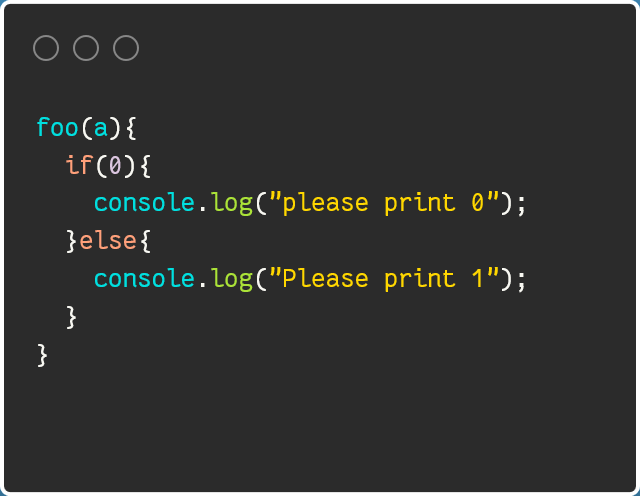 foo(a){
  if(0){
    console.log("please print 0");
  }else{
    console.log("Please print 1");
  }
}